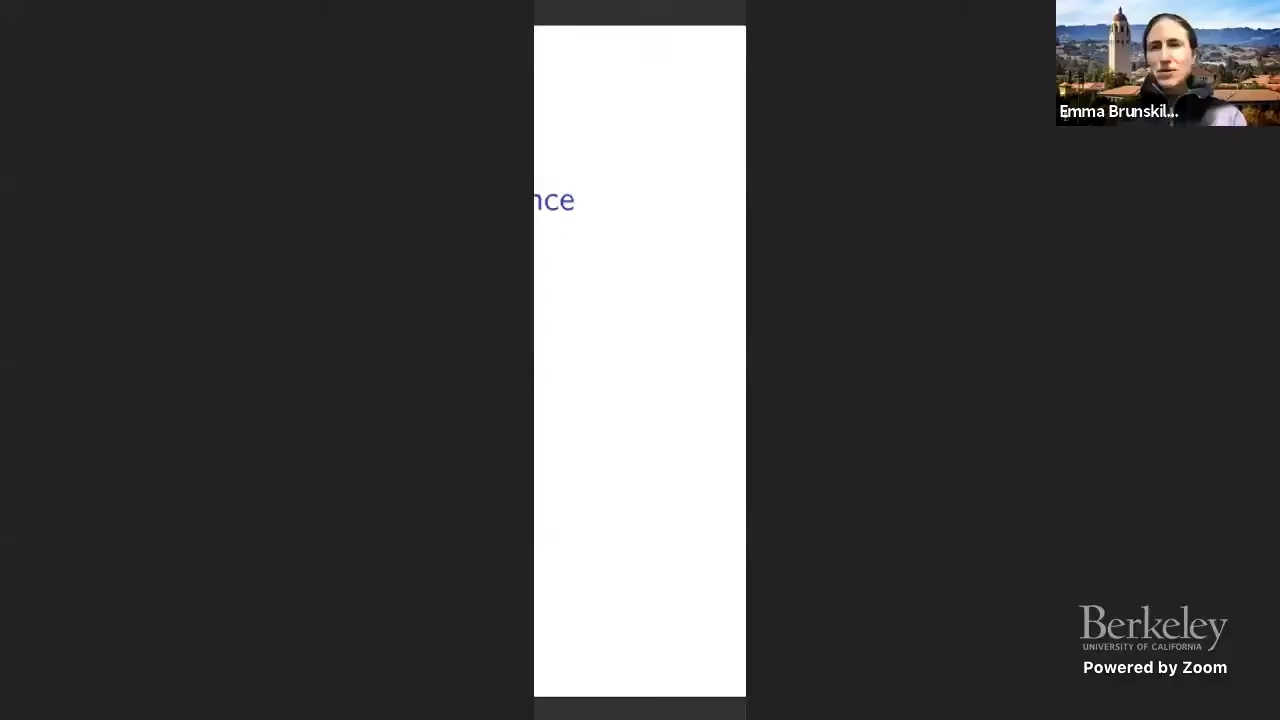 nce
Emma Brunskil...
Berkeley
UNIVERSITY OF CALIFORNIA
Powered by Zoom